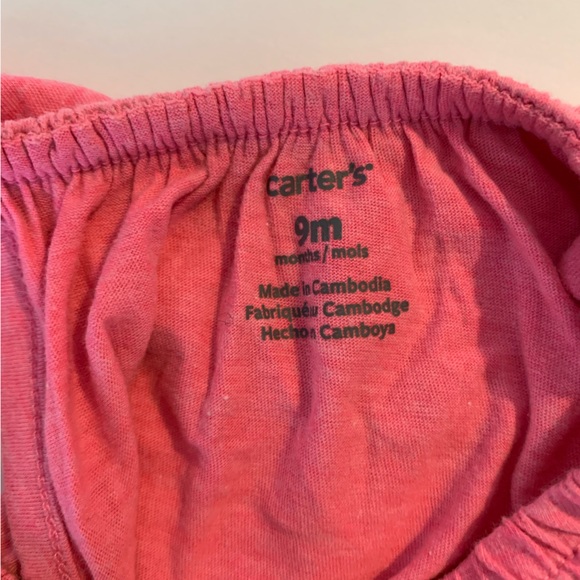 carter's
9m
months/mois
Made in Cambodia
Fabriqué au Cambodge
Hecho en Camboya